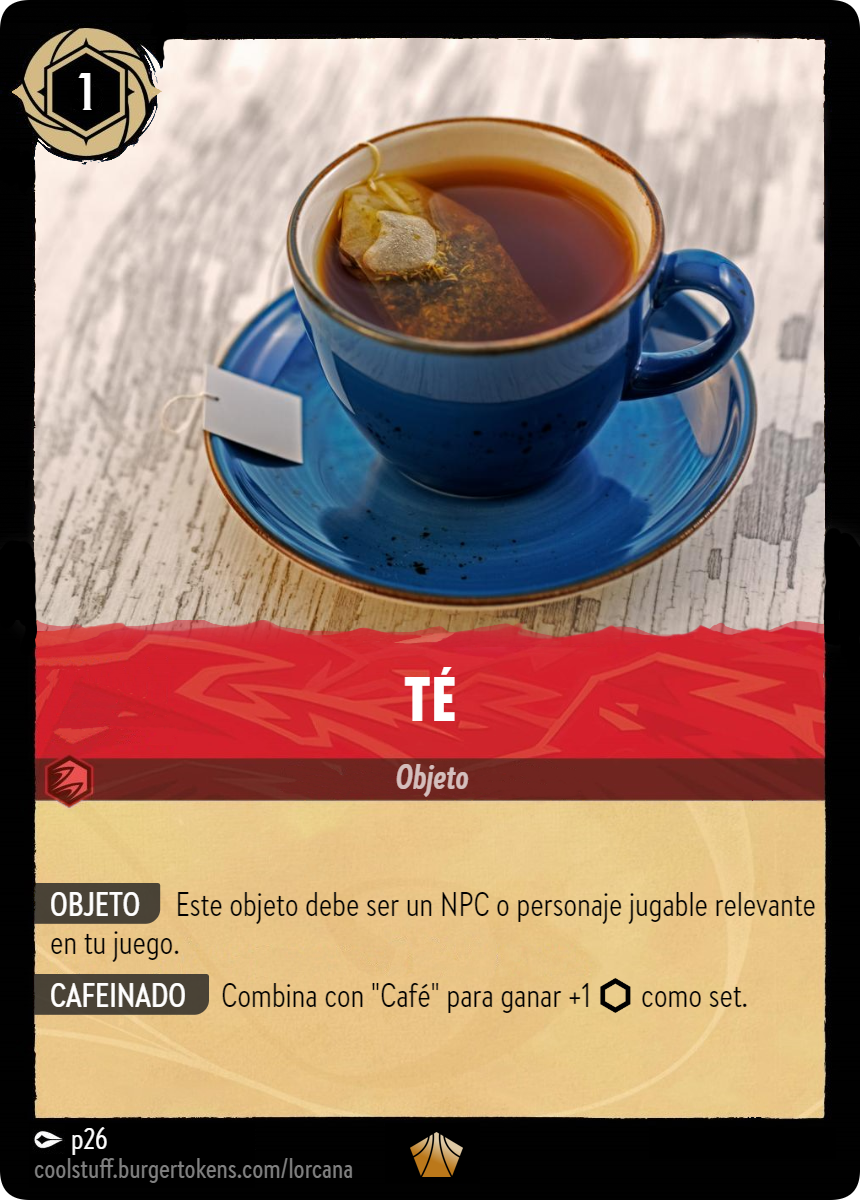 1
TÉ
Objeto
OBJETO Este objeto debe ser un NPC o personaje jugable relevante
en tu juego.
CAFEINADO Combina con "Café" para ganar +1 ⬡ como set.
p26
coolstuff.burgertokens.com/lorcana